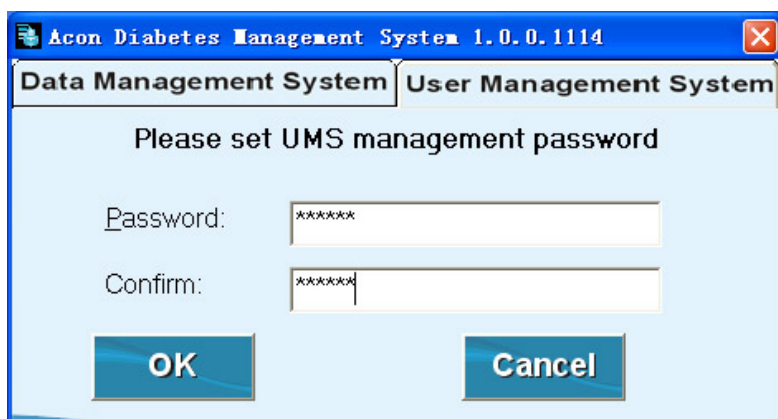 Acon Diabetes Management System 1.0.0.1114
Data Management System User Management System
Please set UMS management password
Password: ******
Confirm: ******
OK Cancel